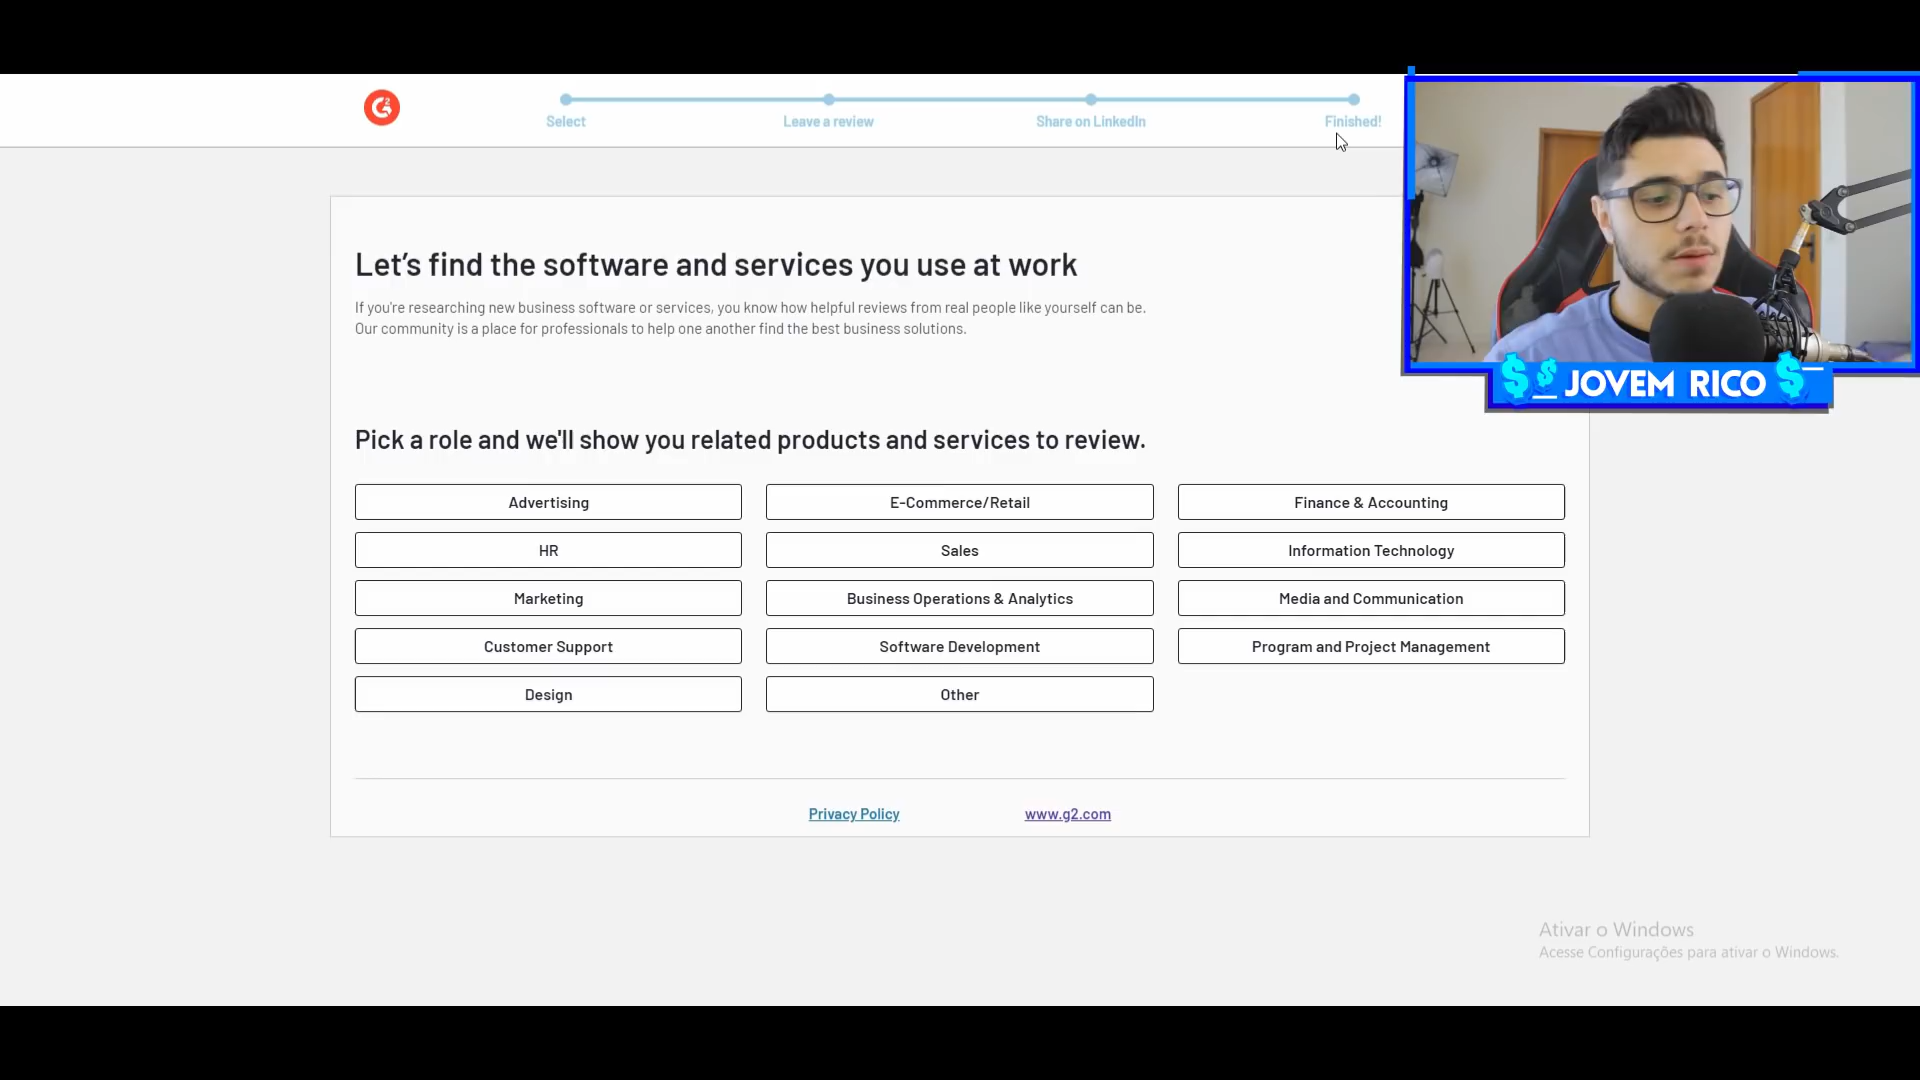 G2
Select
Leave a review
Share on LinkedIn
Finished!
Let's find the software and services you use at work
If you're researching new business software or services, you know how helpful reviews from real people like yourself can be.
Our community is a place for professionals to help one another find the best business solutions.
$ $ JOVEM RICO $
Pick a role and we'll show you related products and services to review.
Advertising
E-Commerce/Retail
Finance & Accounting
HR
Sales
Information Technology
Marketing
Business Operations & Analytics
Media and Communication
Customer Support
Software Development
Program and Project Management
Design
Other
Privacy Policy
www.g2.com
Ativar o Windows
Acesse Configurações para ativar o Windows.